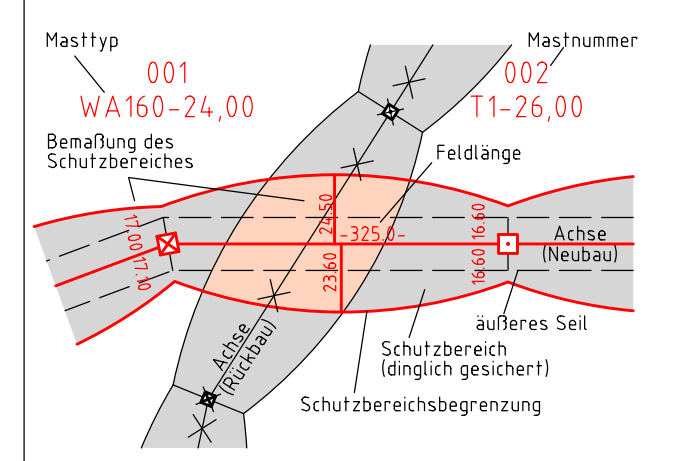 Masttyp
Mastnummer
001
WA160-24,00
002
T1-26,00
Bemaßung des
Schutzbereiches
Feldlänge
24.50
-325.0-
23.60
17.00
17.10
16.60
16.60
Achse
(Neubau)
Achse
(Rückbau)
äußeres Seil
Schutzbereich
(dinglich gesichert)
Schutzbereichsbegrenzung